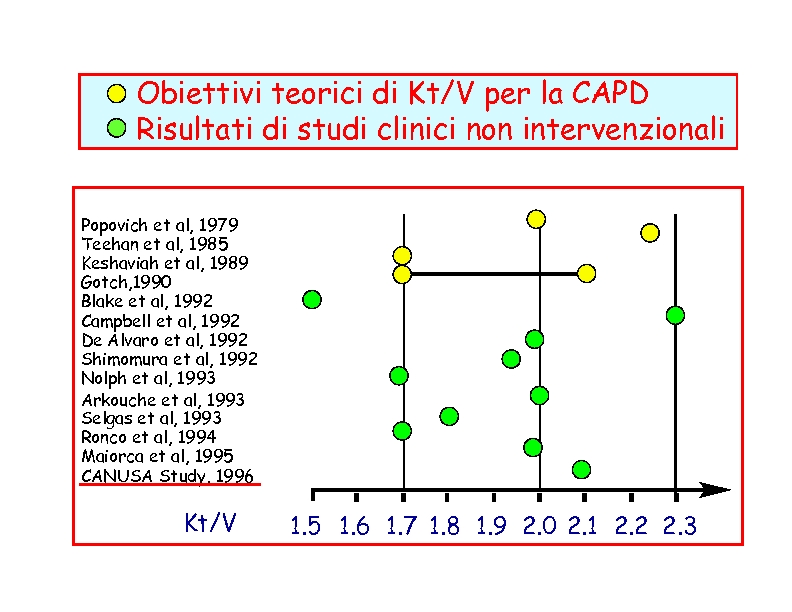 Obiettivi teorici di Kt/V per la CAPD
Risultati di studi clinici non intervenzionali
Popovich et al, 1979
Teehan et al, 1985
Keshaviah et al, 1989
Gotch,1990
Blake et al, 1992
Campbell et al, 1992
De Alvaro et al, 1992
Shimomura et al, 1992
Nolph et al, 1993
Arkouche et al, 1993
Selgas et al, 1993
Ronco et al, 1994
Maiorca et al, 1995
CANUSA Study, 1996
Kt/V 1.5 1.6 1.7 1.8 1.9 2.0 2.1 2.2 2.3